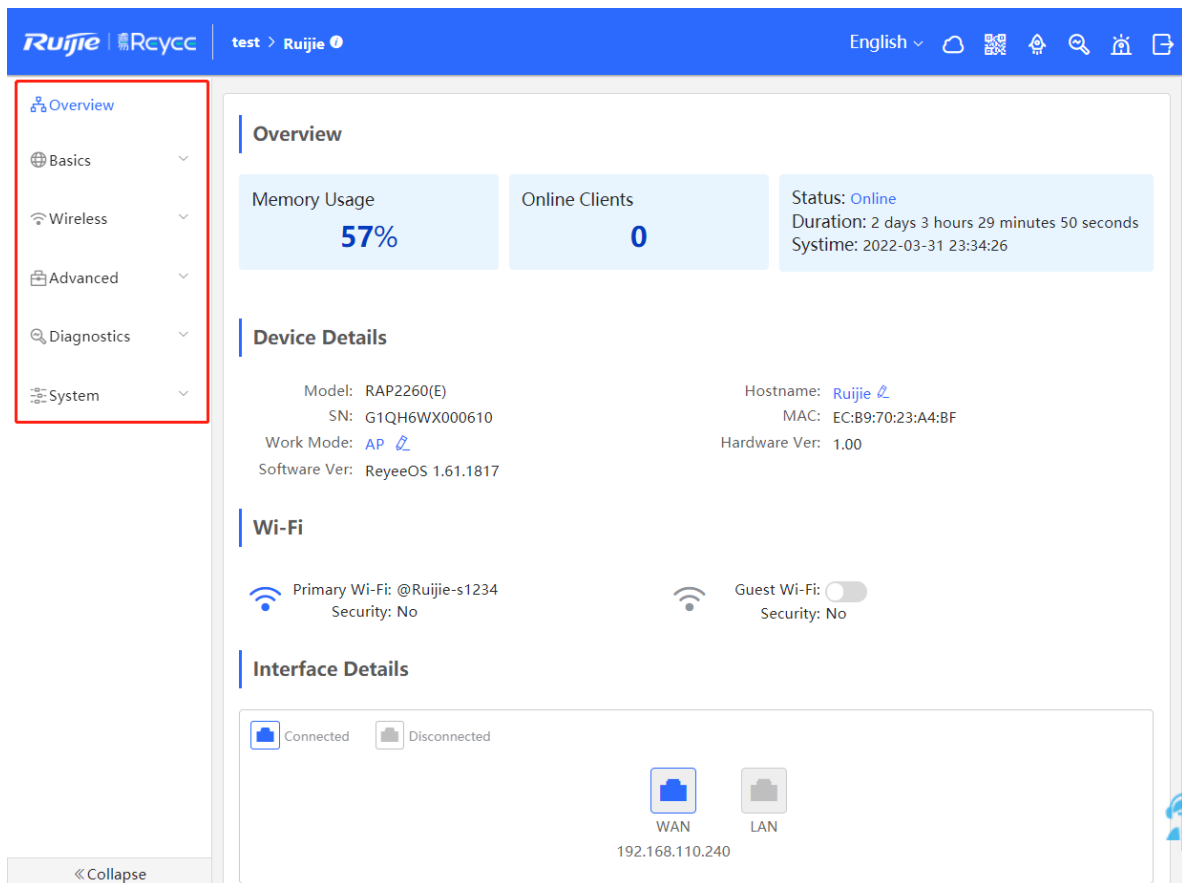 Ruijie | 睿易 Rcycc
test > Ruijie
English
Overview
Basics
Wireless
Advanced
Diagnostics
System
«Collapse
Overview
Memory Usage
57%
Online Clients
0
Status: Online
Duration: 2 days 3 hours 29 minutes 50 seconds
Systime: 2022-03-31 23:34:26
Device Details
Model: RAP2260(E)
Hostname: Ruijie
SN: G1QH6WX000610
MAC: EC:B9:70:23:A4:BF
Work Mode: AP
Hardware Ver: 1.00
Software Ver: ReyeeOS 1.61.1817
Wi-Fi
Primary Wi-Fi: @Ruijie-s1234
Security: No
Guest Wi-Fi:
Security: No
Interface Details
Connected
Disconnected
WAN
LAN
192.168.110.240